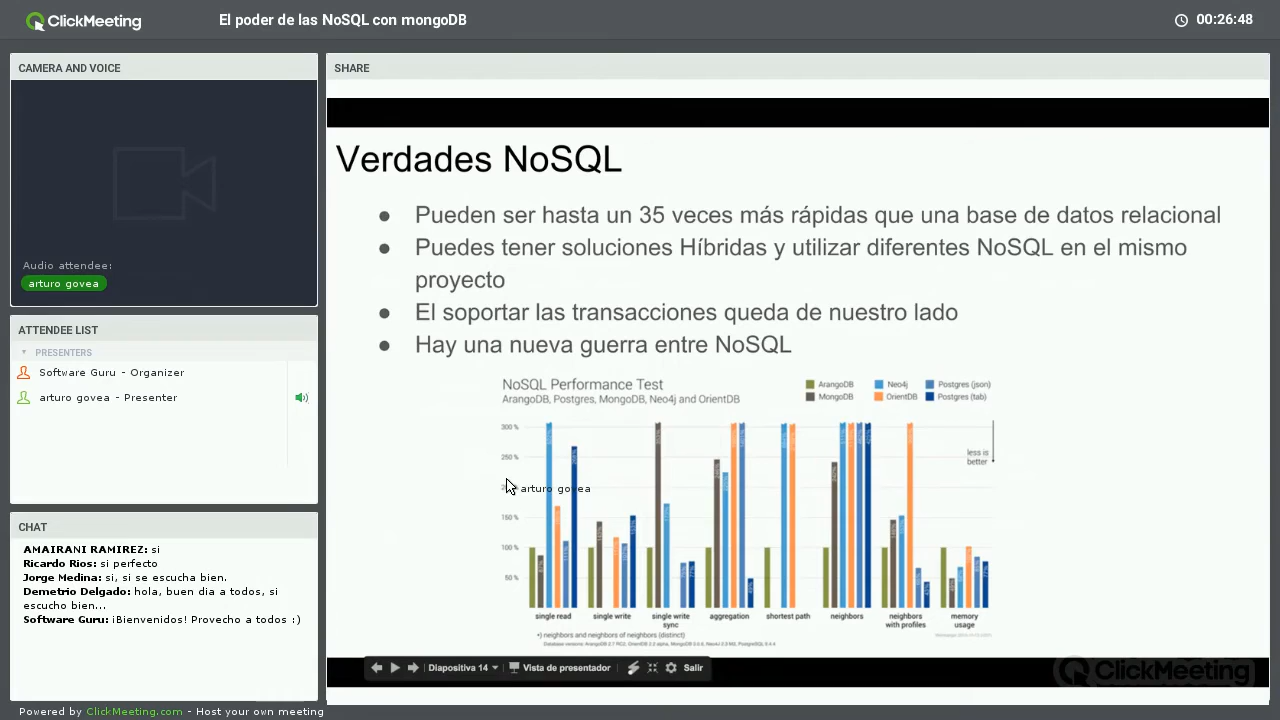 ClickMeeting
El poder de las NoSQL con mongoDB
00:26:48
CAMERA AND VOICE
Audio attendee:
arturo govea
ATTENDEE LIST
PRESENTERS
Software Guru - Organizer
arturo govea - Presenter
CHAT
AMAIRANI RAMIREZ: si
Ricardo Rios: si perfecto
Jorge Medina: si, si se escucha bien.
Demetrio Delgado: hola, buen dia a todos, si
escucho bien...
Software Guru: ¡Bienvenidos! Provecho a todos :)
SHARE
Verdades NoSQL
● Pueden ser hasta un 35 veces más rápidas que una base de datos relacional
● Puedes tener soluciones Híbridas y utilizar diferentes NoSQL en el mismo
proyecto
● El soportar las transacciones queda de nuestro lado
● Hay una nueva guerra entre NoSQL
NoSQL Performance Test
ArangoDB, Postgres, MongoDB, Neo4j and OrientDB
ArangoDB Neo4j Postgres (json)
MongoDB OrientDB Postgres (tab)
300 %
250 %
150 %
100 %
50 %
less is
better
arturo govea
single read
single write
single write
sync
aggregation
shortest path
neighbors
neighbors
with profiles
memory
usage
*) neighbors and neighbors of neighbors (distinct)
Diapositiva 14
Vista de presentador
Salir
ClickMeeting
Powered by ClickMeeting.com - Host your own meeting